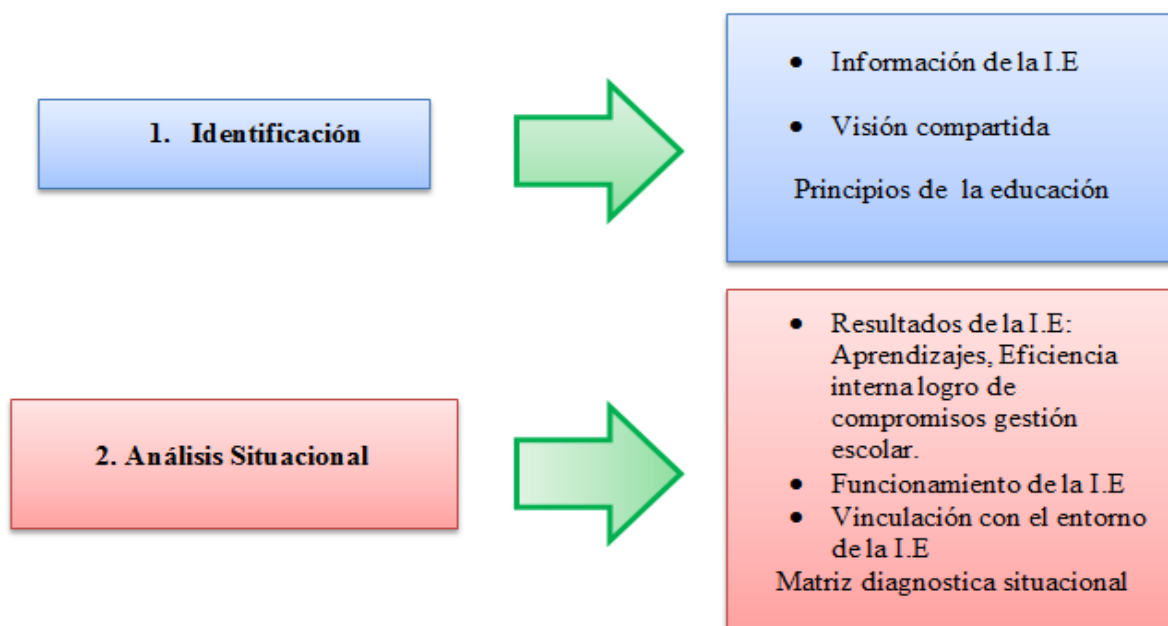 1. Identificación
• Información de la I.E
• Visión compartida
Principios de la educación
2. Análisis Situacional
• Resultados de la I.E:
Aprendizajes, Eficiencia
interna logro de
compromisos gestión
escolar.
• Funcionamiento de la I.E
• Vinculación con el entorno
de la I.E
Matriz diagnostica situacional